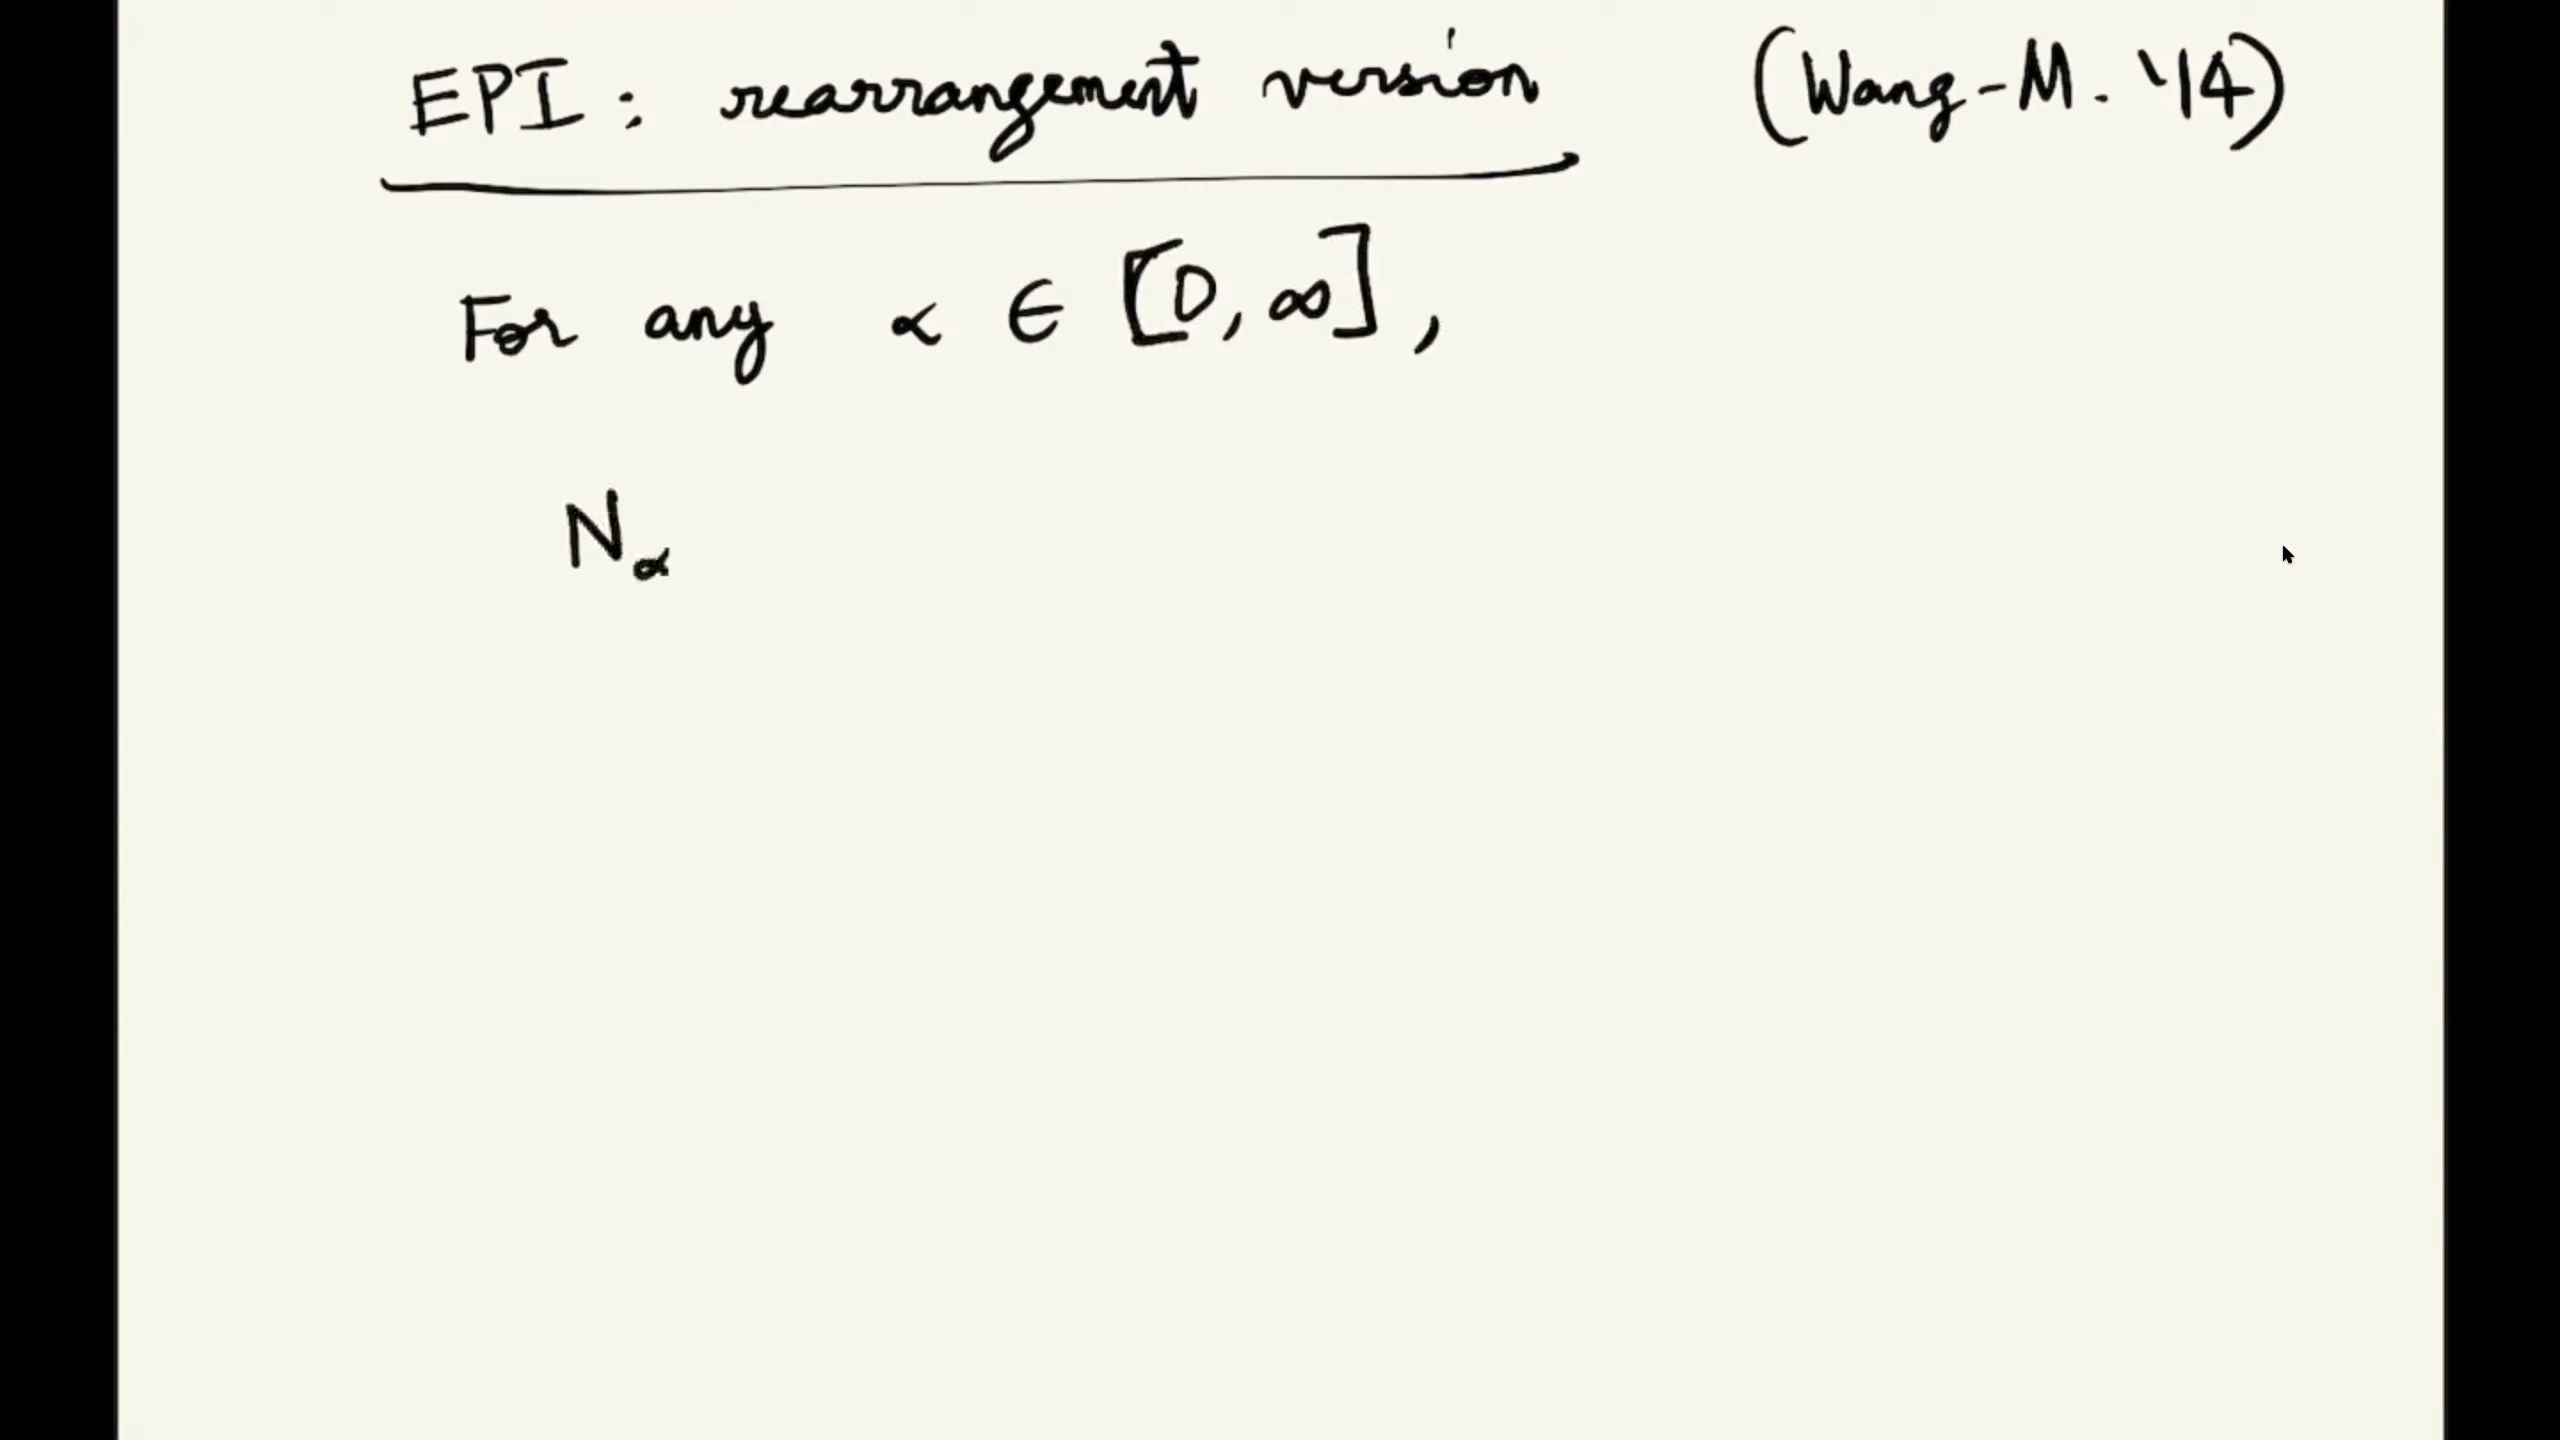 EPI: rearrangement version (Wang-M. '14)
For any α ∈ [0, ∞],
N_α